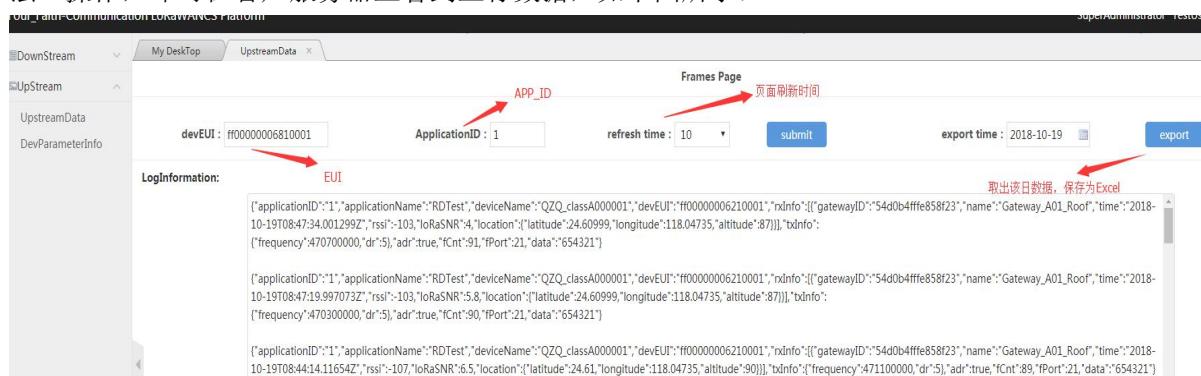 Four_Faith-Communication LoRaWANCS Platform SuperAdministrator
DownStream
UpStream
UpstreamData
DevParameterInfo
My DeskTop UpstreamData ×
Frames Page
APP_ID 页面刷新时间
devEUI : ff00000006810001 ApplicationID : 1 refresh time : 10 submit export time : 2018-10-19 export
EUI 取出该日数据，保存为Excel
LogInformation:
{"applicationID":"1","applicationName":"RDTest","deviceName":"QZQ_classA000001","devEUI":"ff00000006210001","rxInfo":[{"gatewayID":"54d0b4fffe858f23","name":"Gateway_A01_Roof","time":"2018-
10-19T08:47:34.001299Z","rssi":-103,"loRaSNR":4,"location":{"latitude":24.60999,"longitude":118.04735,"altitude":87}}],"txInfo":
{"frequency":470700000,"dr":5},"adr":true,"fCnt":91,"fPort":21,"data":"654321"}
{"applicationID":"1","applicationName":"RDTest","deviceName":"QZQ_classA000001","devEUI":"ff00000006210001","rxInfo":[{"gatewayID":"54d0b4fffe858f23","name":"Gateway_A01_Roof","time":"2018-
10-19T08:47:19.997073Z","rssi":-103,"loRaSNR":5.8,"location":{"latitude":24.60999,"longitude":118.04735,"altitude":87}}],"txInfo":
{"frequency":470300000,"dr":5},"adr":true,"fCnt":90,"fPort":21,"data":"654321"}
{"applicationID":"1","applicationName":"RDTest","deviceName":"QZQ_classA000001","devEUI":"ff00000006210001","rxInfo":[{"gatewayID":"54d0b4fffe858f23","name":"Gateway_A01_Roof","time":"2018-
10-19T08:44:14.11654Z","rssi":-107,"loRaSNR":6.5,"location":{"latitude":24.61,"longitude":118.04735,"altitude":90}}],"txInfo":{"frequency":471100000,"dr":5},"adr":true,"fCnt":89,"fPort":21,"data":"654321"}